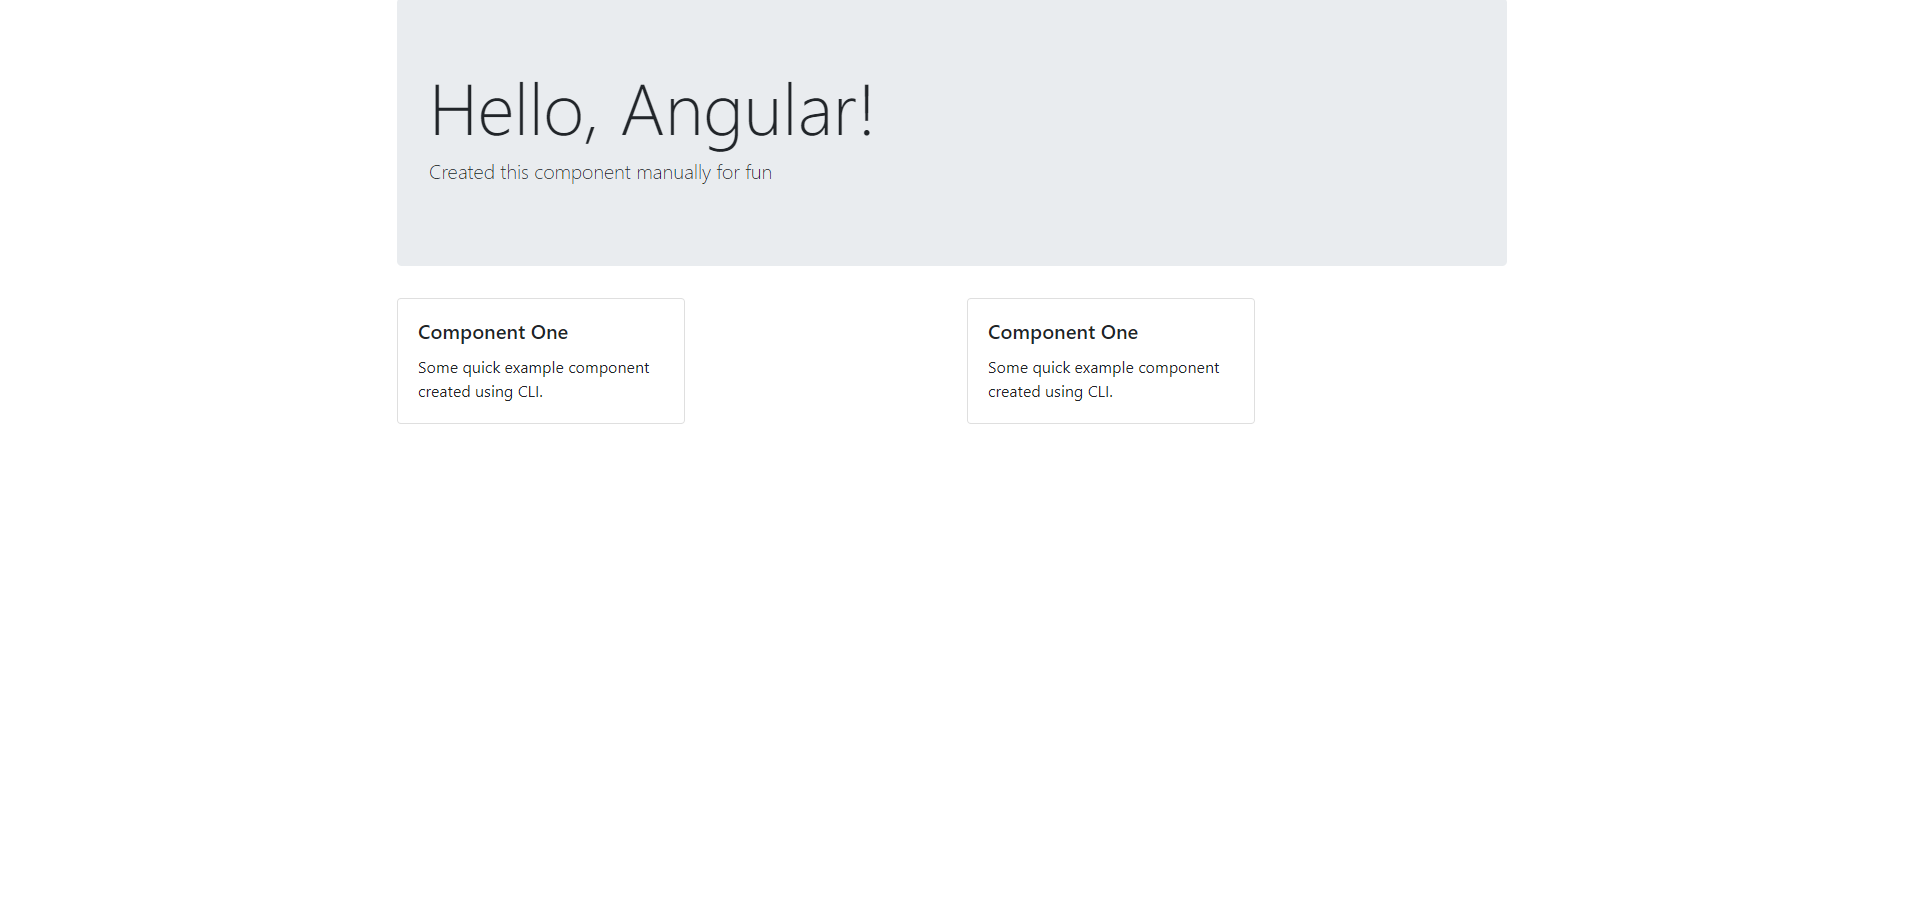 Hello, Angular!
Created this component manually for fun
Component One
Some quick example component
created using CLI.
Component One
Some quick example component
created using CLI.